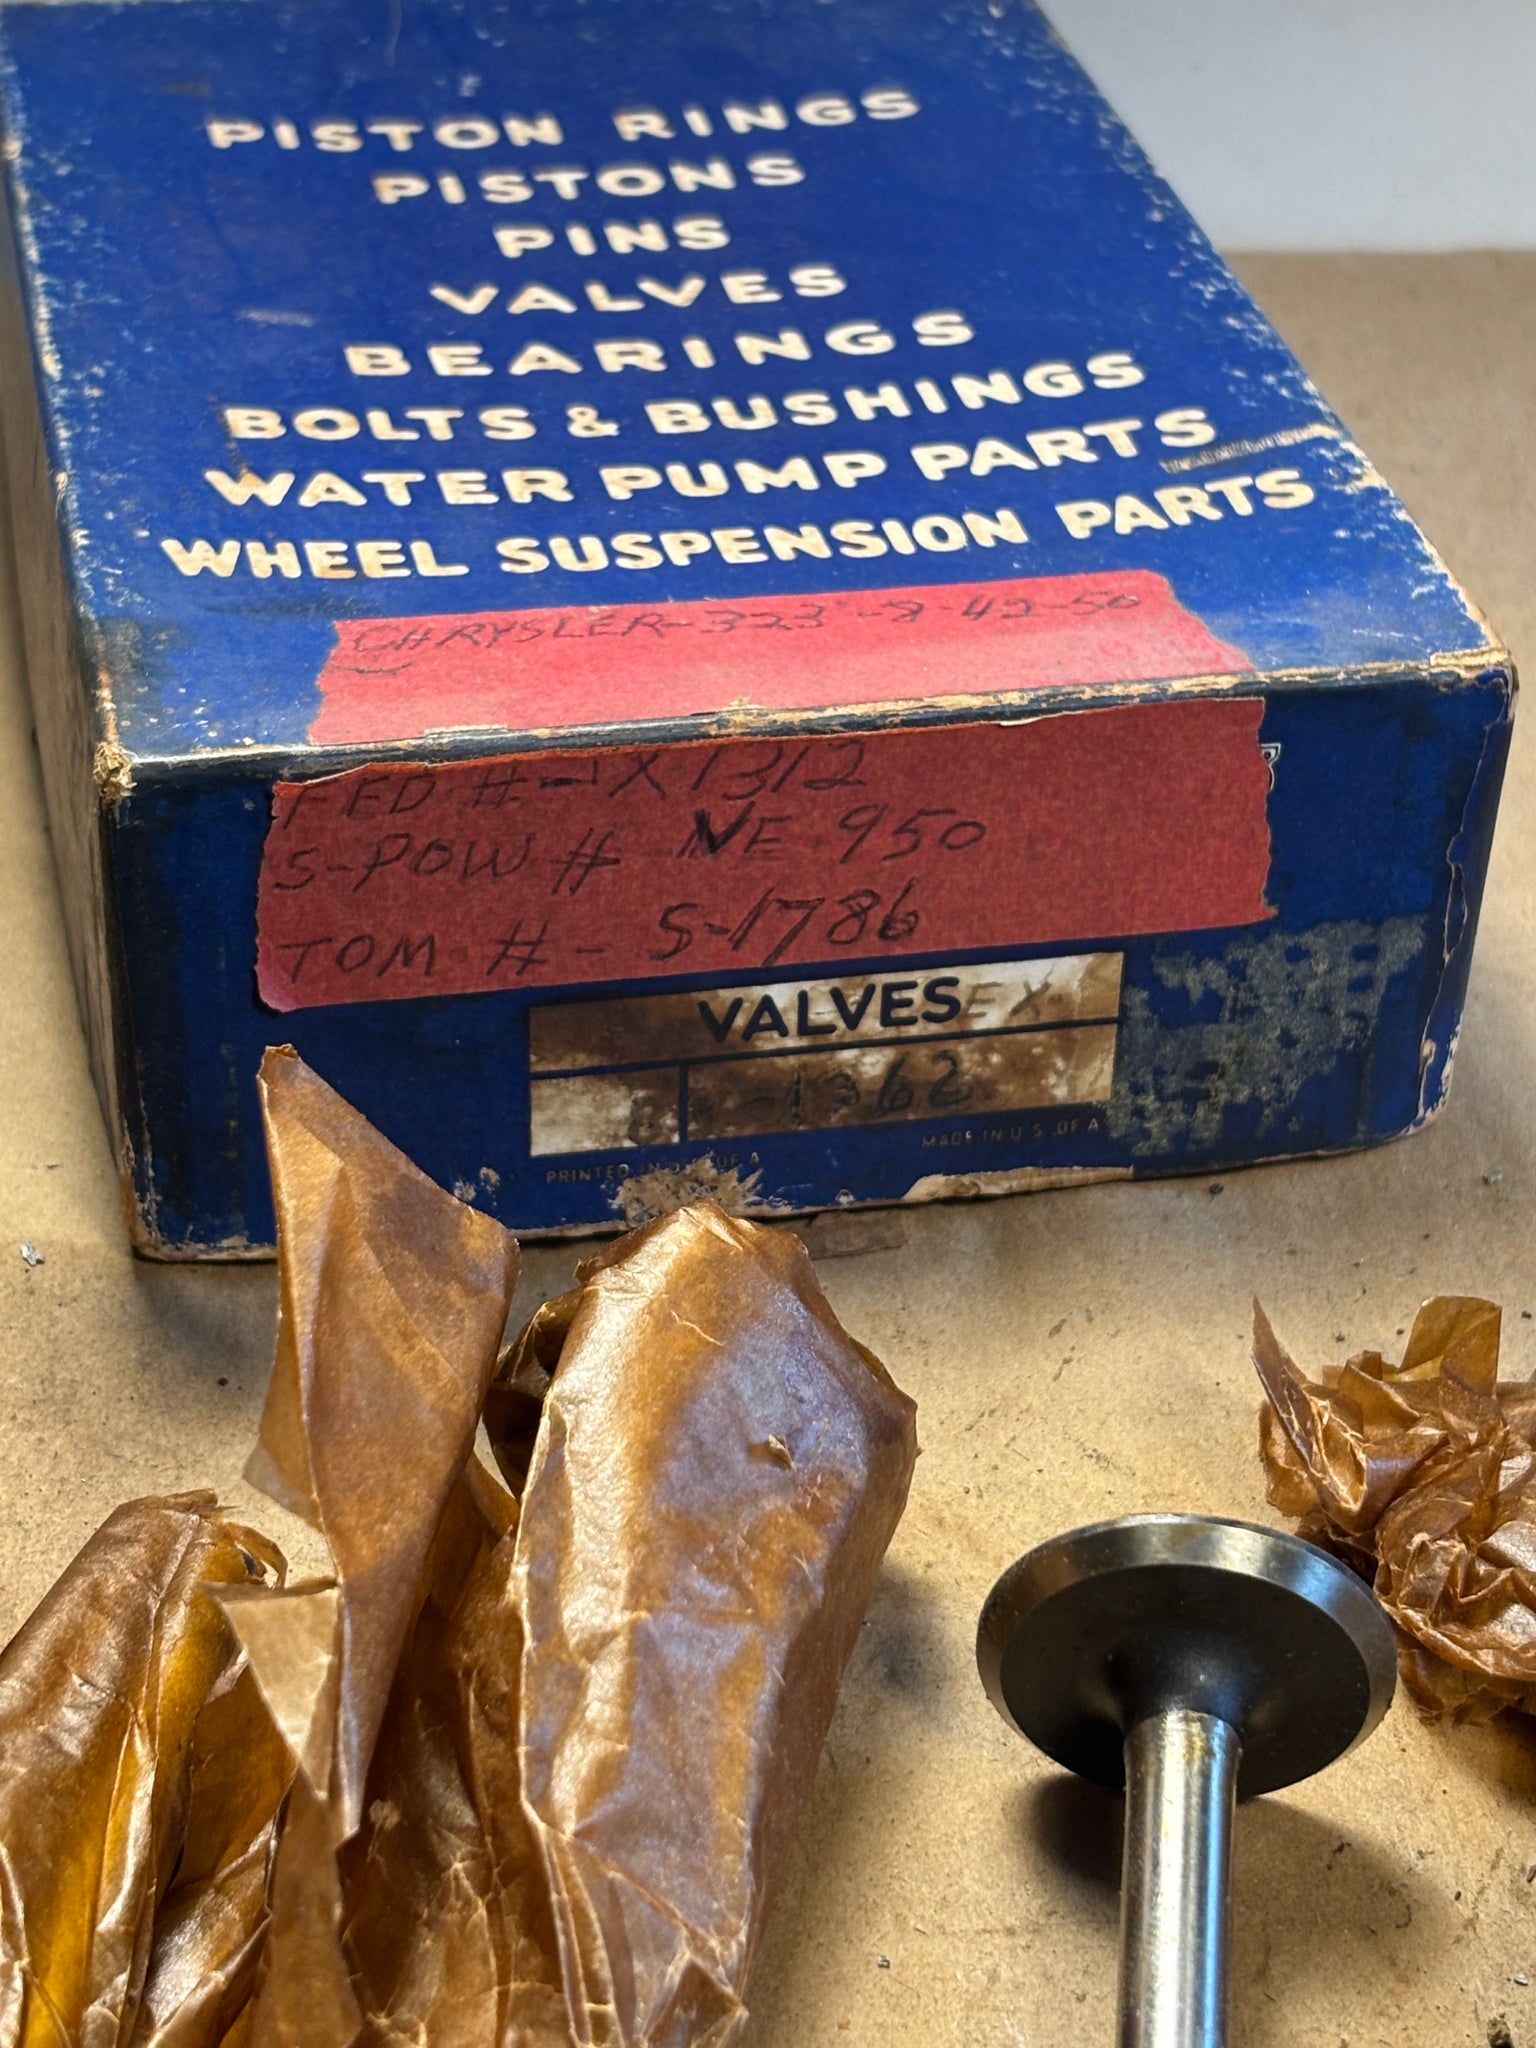 PISTON RINGS
PISTONS
PINS
VALVES
BEARINGS
BOLTS & BUSHINGS
WATER PUMP PARTS
WHEEL SUSPENSION PARTS
CHRYSLER-323-8-42-50
FED #-1X1312
S-POW # NE 950
TOM. #- S-1786
VALVES EX.
-1362
MADE IN U S OF A
PRINTED IN OF A